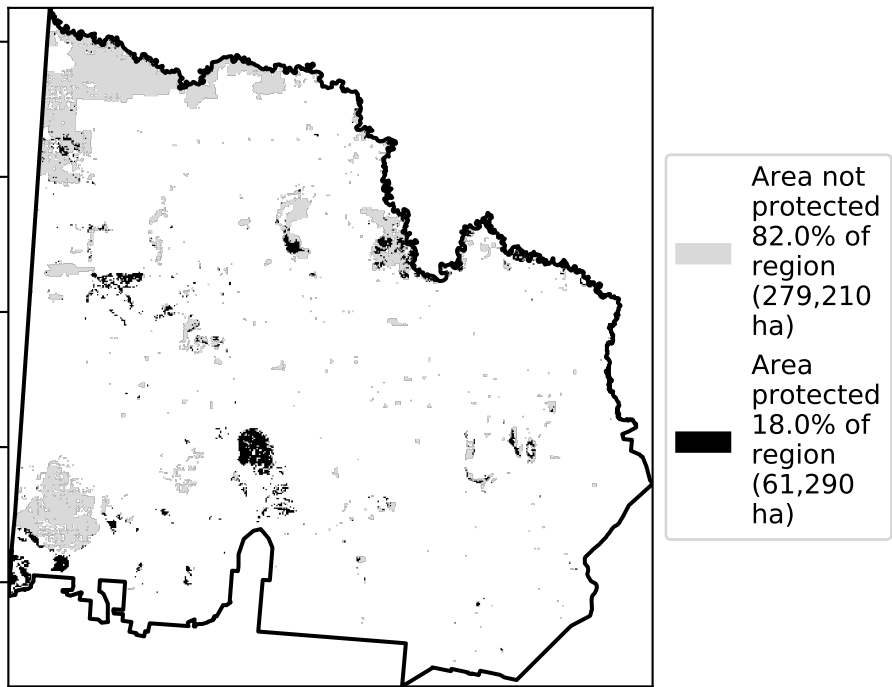 Area not
protected
82.0% of
region
(279,210
ha)
Area
protected
18.0% of
region
(61,290
ha)